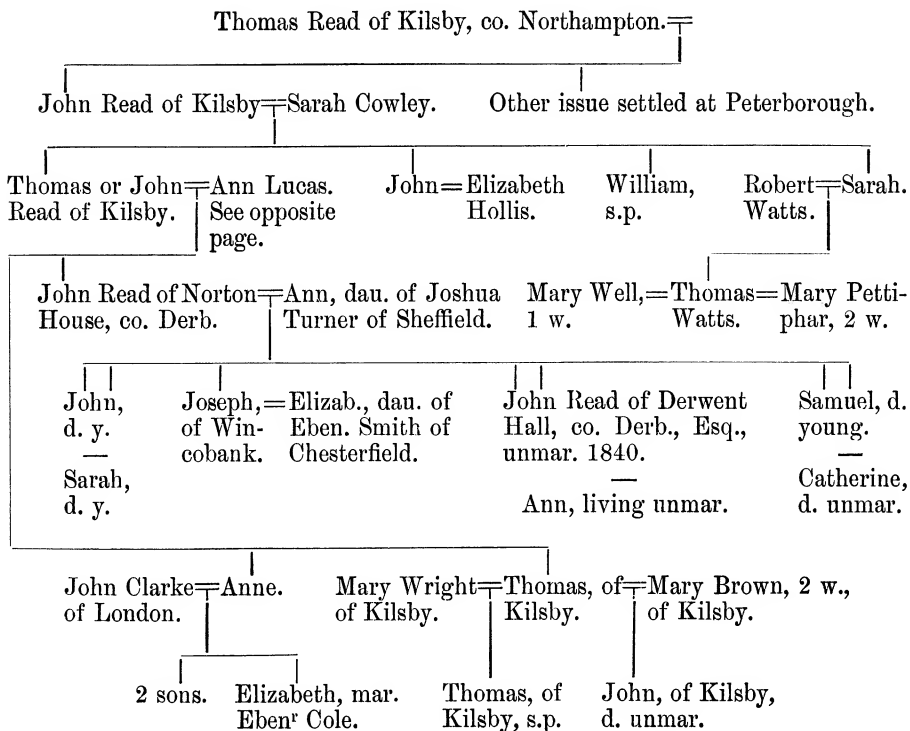 Thomas Read of Kilsby, co. Northampton.=
John Read of Kilsby=Sarah Cowley. Other issue settled at Peterborough.
Thomas or John=Ann Lucas. John=Elizabeth William, Robert=Sarah.
Read of Kilsby. See opposite Hollis. s.p. Watts.
page.
John Read of Norton=Ann, dau. of Joshua Mary Well,=Thomas=Mary Petti-
House, co. Derb. Turner of Sheffield. 1 w. Watts. phar, 2 w.
John, Joseph,=Elizab., dau. of John Read of Derwent Samuel, d.
d. y. of Win- Eben. Smith of Hall, co. Derb., Esq., young.
— cobank. Chesterfield. unmar. 1840. —
Sarah, — Catherine,
d. y. Ann, living unmar. d. unmar.
John Clarke=Anne. Mary Wright=Thomas, of=Mary Brown, 2 w.,
of London. of Kilsby. Kilsby. of Kilsby.
2 sons. Elizabeth, mar. Thomas, of John, of Kilsby,
Ebenʳ Cole. Kilsby, s.p. d. unmar.